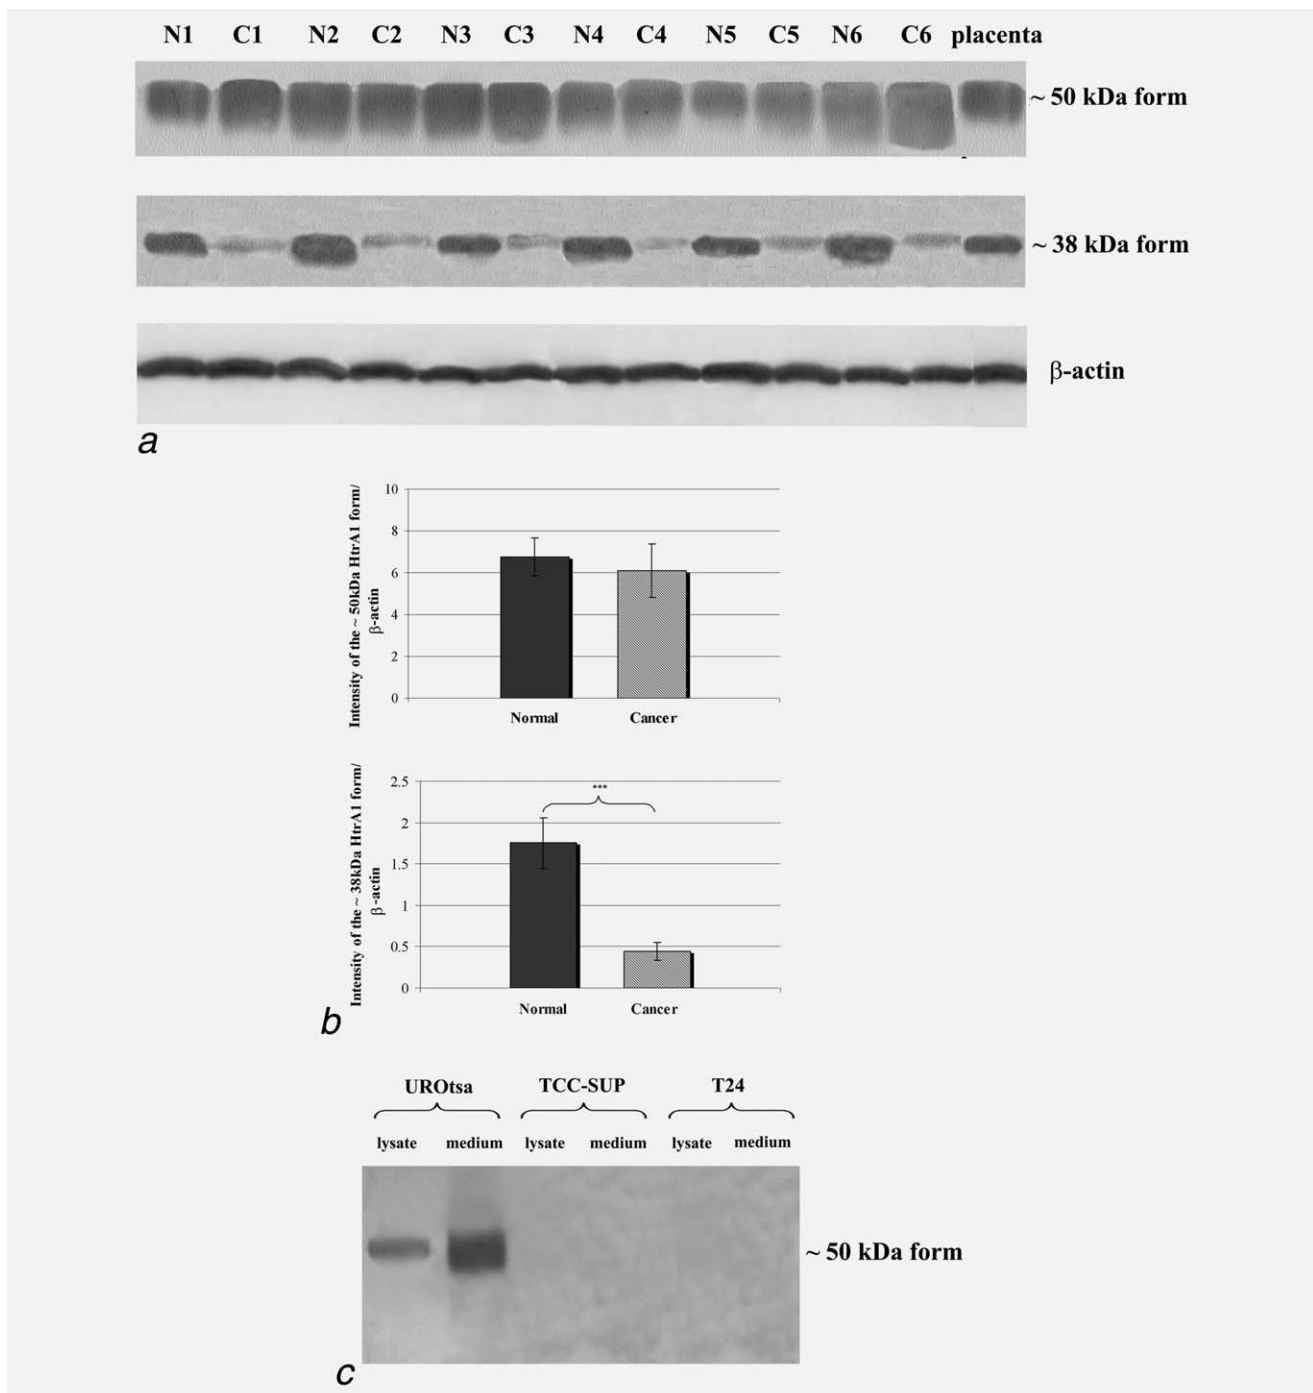 N1 C1 N2 C2 N3 C3 N4 C4 N5 C5 N6 C6 placenta
~ 50 kDa form
~ 38 kDa form
β-actin
a
Intensity of the ~ 50kDa HtrA1 form/
β-actin
10
8
6
4
2
0
Normal Cancer
Intensity of the ~ 38kDa HtrA1 form/
β-actin
2.5
2
1.5
1
0.5
0
***
Normal Cancer
b
UROtsa TCC-SUP T24
lysate medium lysate medium lysate medium
~ 50 kDa form
c